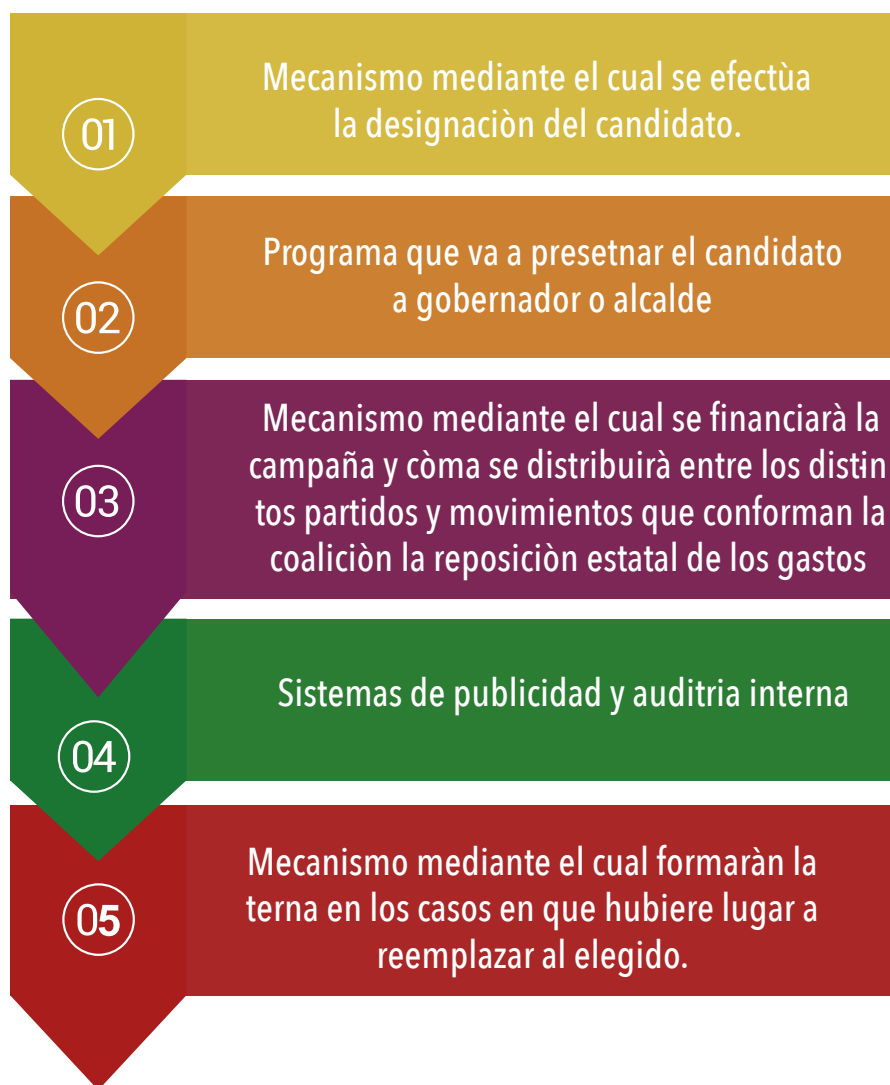 01
Mecanismo mediante el cual se efectùa
la designaciòn del candidato.
02
Programa que va a presetnar el candidato
a gobernador o alcalde
03
Mecanismo mediante el cual se financiarà la
campaña y còma se distribuirà entre los distin
tos partidos y movimientos que conforman la
coaliciòn la reposiciòn estatal de los gastos
04
Sistemas de publicidad y auditria interna
05
Mecanismo mediante el cual formaràn la
terna en los casos en que hubiere lugar a
reemplazar al elegido.